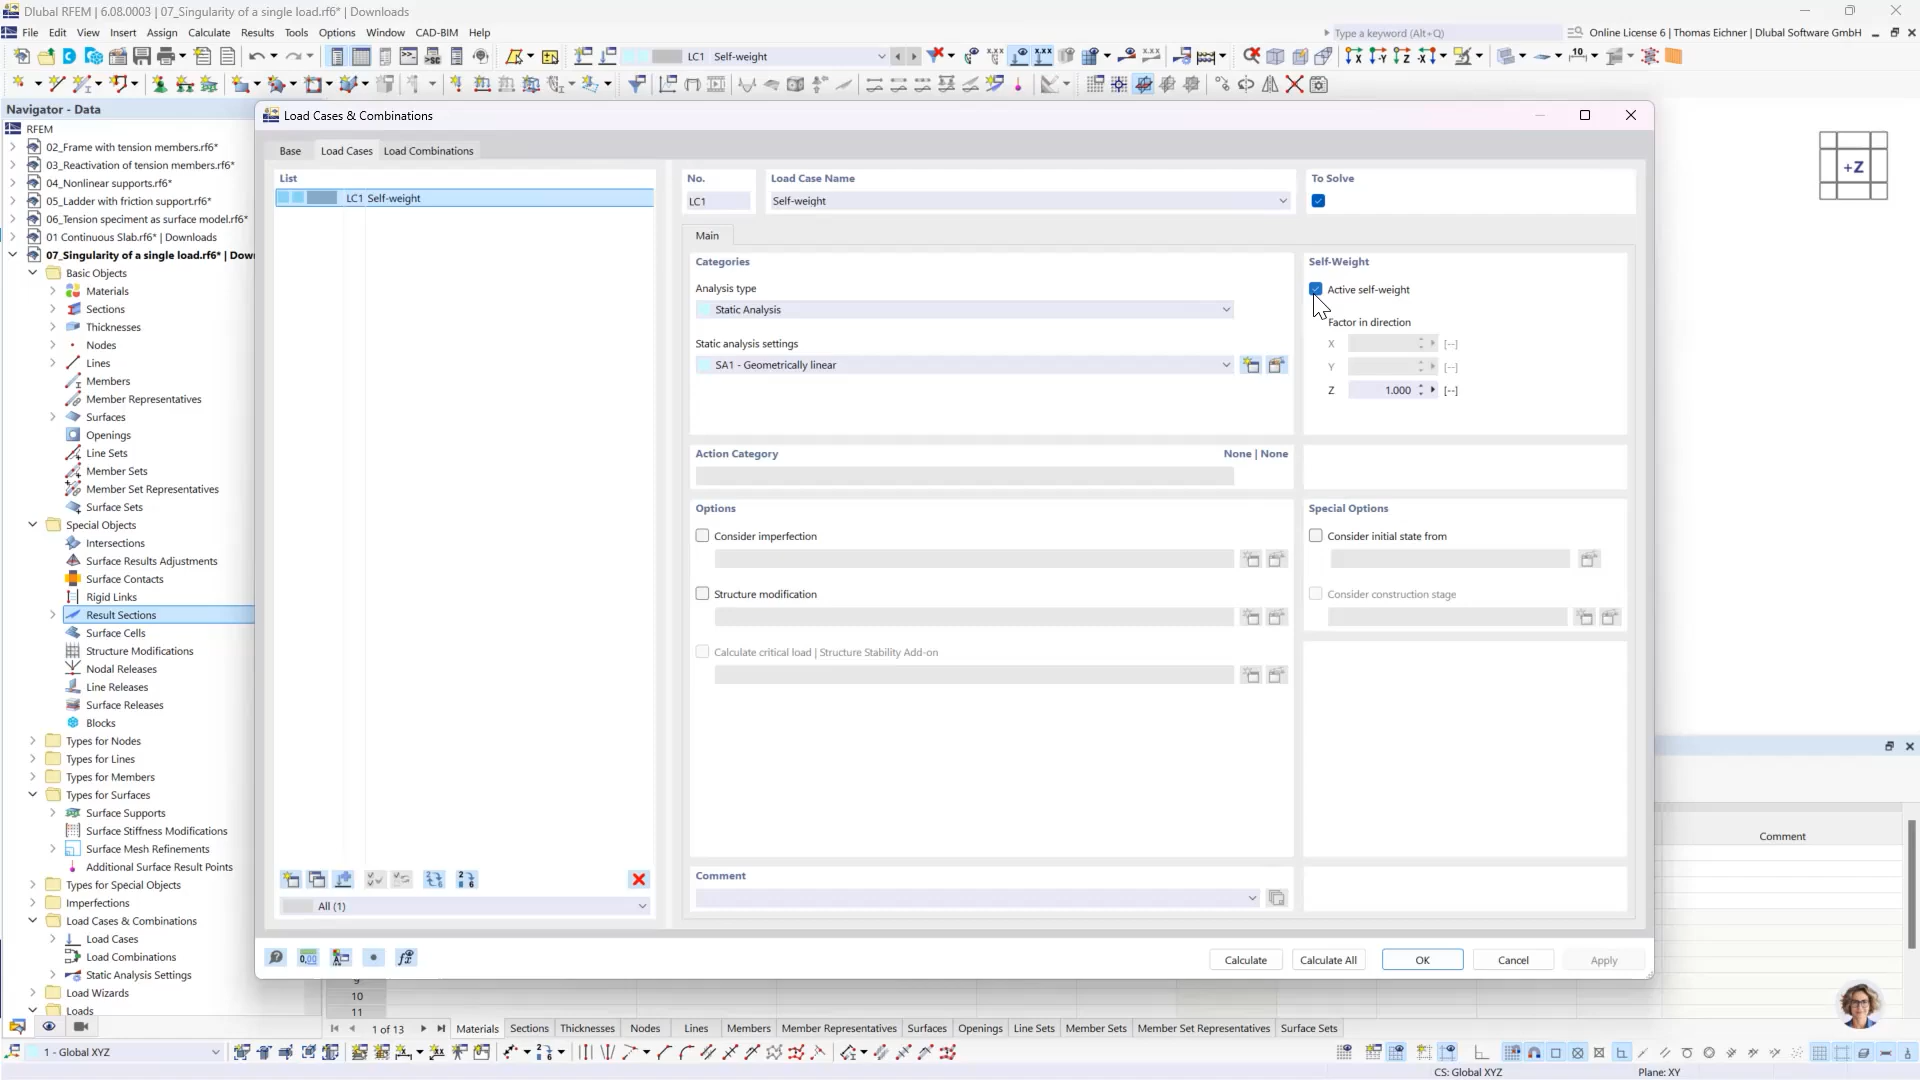 Dlubal RFEM | 6.08.0003 | 07_Singularity of a single load.rf6* | Downloads
File Edit View Insert Assign Calculate Results Tools Options Window CAD-BIM Help
Type a keyword (Alt+Q)
Online License 6 | Thomas Eichner | Dlubal Software GmbH
LC1 Self-weight
Navigator - Data
RFEM
02_Frame with tension members.rf6*
03_Reactivation of tension members.rf6*
04_Nonlinear supports.rf6*
05_Ladder with friction support.rf6*
06_Tension speciment as surface model.rf6*
01 Continuous Slab.rf6* | Downloads
07_Singularity of a single load.rf6* | Dow
Basic Objects
Materials
Sections
Thicknesses
Nodes
Lines
Members
Member Representatives
Surfaces
Openings
Line Sets
Member Sets
Member Set Representatives
Surface Sets
Special Objects
Intersections
Surface Results Adjustments
Surface Contacts
Rigid Links
Result Sections
Surface Cells
Structure Modifications
Nodal Releases
Line Releases
Surface Releases
Blocks
Types for Nodes
Types for Lines
Types for Members
Types for Surfaces
Surface Supports
Surface Stiffness Modifications
Surface Mesh Refinements
Additional Surface Result Points
Types for Special Objects
Imperfections
Load Cases & Combinations
Load Cases
Load Combinations
Static Analysis Settings
Load Wizards
Loads
Load Cases & Combinations
Base Load Cases Load Combinations
List
LC1 Self-weight
All (1)
No.
LC1
Load Case Name
Self-weight
To Solve
Main
Categories
Analysis type
Static Analysis
Static analysis settings
SA1 - Geometrically linear
Self-Weight
Active self-weight
Factor in direction
X [--]
Y [--]
Z 1.000 [--]
Action Category None | None
Options
Consider imperfection
Structure modification
Calculate critical load | Structure Stability Add-on
Special Options
Consider initial state from
Consider construction stage
Comment
Calculate Calculate All OK Cancel Apply
+Z
Comment
9
10
11
1 of 13 Materials Sections Thicknesses Nodes Lines Members Member Representatives Surfaces Openings Line Sets Member Sets Member Set Representatives Surface Sets
1 - Global XYZ
CS: Global XYZ Plane: XY